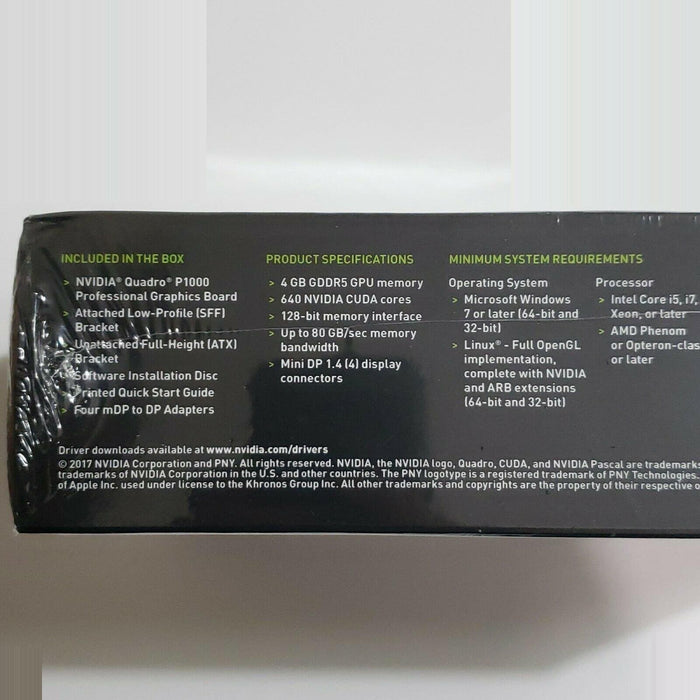 INCLUDED IN THE BOX
> NVIDIA® Quadro® P1000
Professional Graphics Board
> Attached Low-Profile (SFF)
Bracket
> Unattached Full-Height (ATX)
Bracket
> Software Installation Disc
> Printed Quick Start Guide
> Four mDP to DP Adapters
PRODUCT SPECIFICATIONS
> 4 GB GDDR5 GPU memory
> 640 NVIDIA CUDA cores
> 128-bit memory interface
> Up to 80 GB/sec memory
bandwidth
> Mini DP 1.4 (4) display
connectors
MINIMUM SYSTEM REQUIREMENTS
Operating System
> Microsoft Windows
7 or later (64-bit and
32-bit)
> Linux® - Full OpenGL
implementation,
complete with NVIDIA
and ARB extensions
(64-bit and 32-bit)
Processor
> Intel Core i5, i7,
Xeon, or later
> AMD Phenom
or Opteron-clas
or later
Driver downloads available at www.nvidia.com/drivers
© 2017 NVIDIA Corporation and PNY. All rights reserved. NVIDIA, the NVIDIA logo, Quadro, CUDA, and NVIDIA Pascal are trademarks
trademarks of NVIDIA Corporation in the U.S. and other countries. The PNY logotype is a registered trademark of PNY Technologies.
of Apple Inc. used under license to the Khronos Group Inc. All other trademarks and copyrights are the property of their respective o